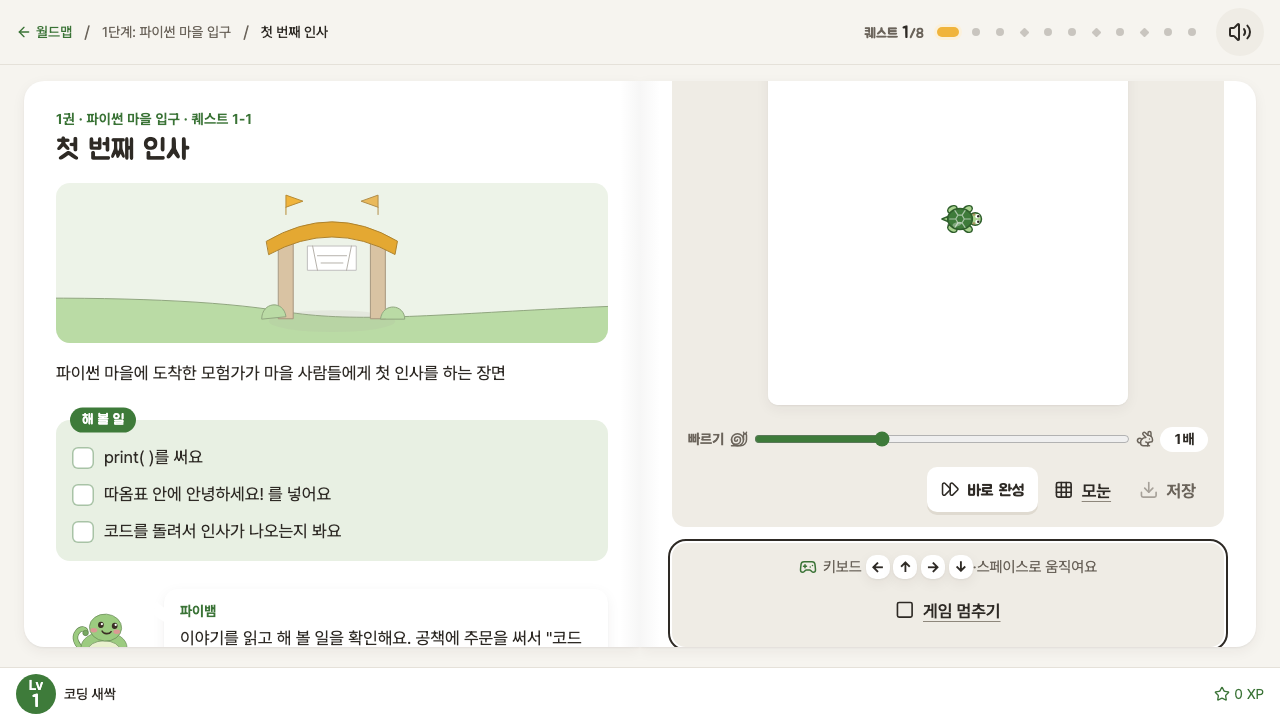 월드맵 / 1단계: 파이썬 마을 입구 / 첫 번째 인사
퀘스트 1/8
1권 · 파이썬 마을 입구 · 퀘스트 1-1
첫 번째 인사
파이썬 마을에 도착한 모험가가 마을 사람들에게 첫 인사를 하는 장면
해 볼 일
print( )를 써요
따옴표 안에 안녕하세요! 를 넣어요
코드를 돌려서 인사가 나오는지 봐요
파이뱀
이야기를 읽고 해 볼 일을 확인해요. 공책에 주문을 써서 "코드
빠르기
1배
바로 완성
모눈
저장
키보드 ← ↑ → ↓ ·스페이스로 움직여요
게임 멈추기
Lv
1
코딩 새싹
0 XP